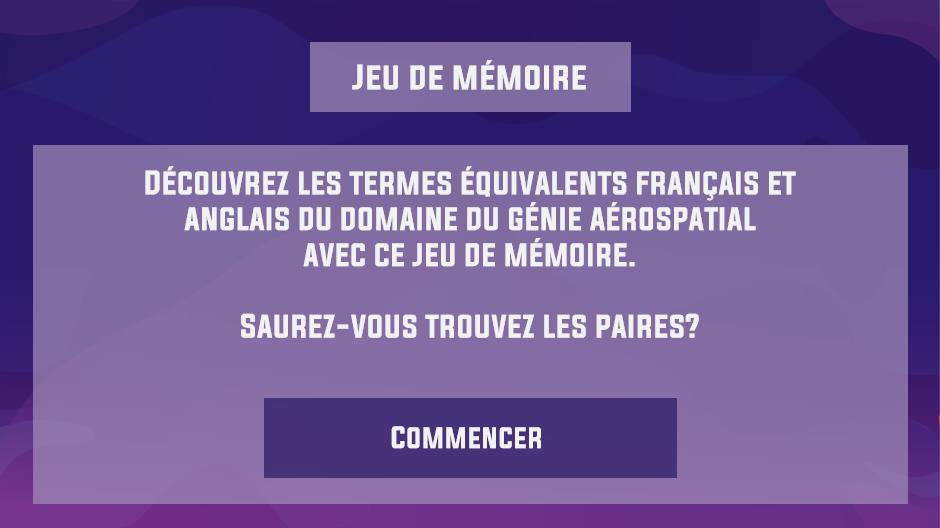 Jeu de mémoire
Découvrez les termes équivalents français et
anglais du domaine du génie aérospatial
avec ce jeu de mémoire.
Saurez-vous trouvez les paires?
Commencer